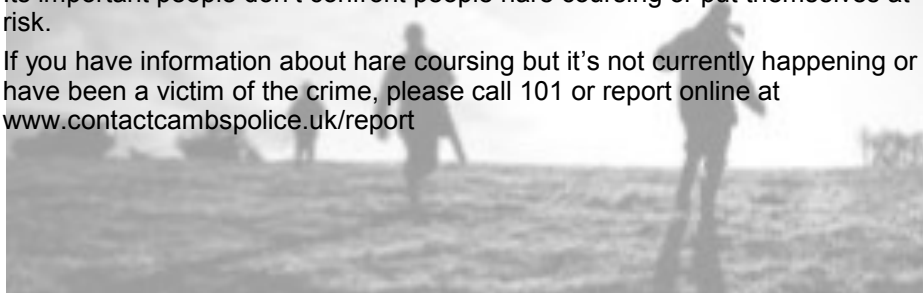 its important people don't confront people hare coursing or put themselves at
risk.
If you have information about hare coursing but it's not currently happening or
have been a victim of the crime, please call 101 or report online at
www.contactcambspolice.uk/report